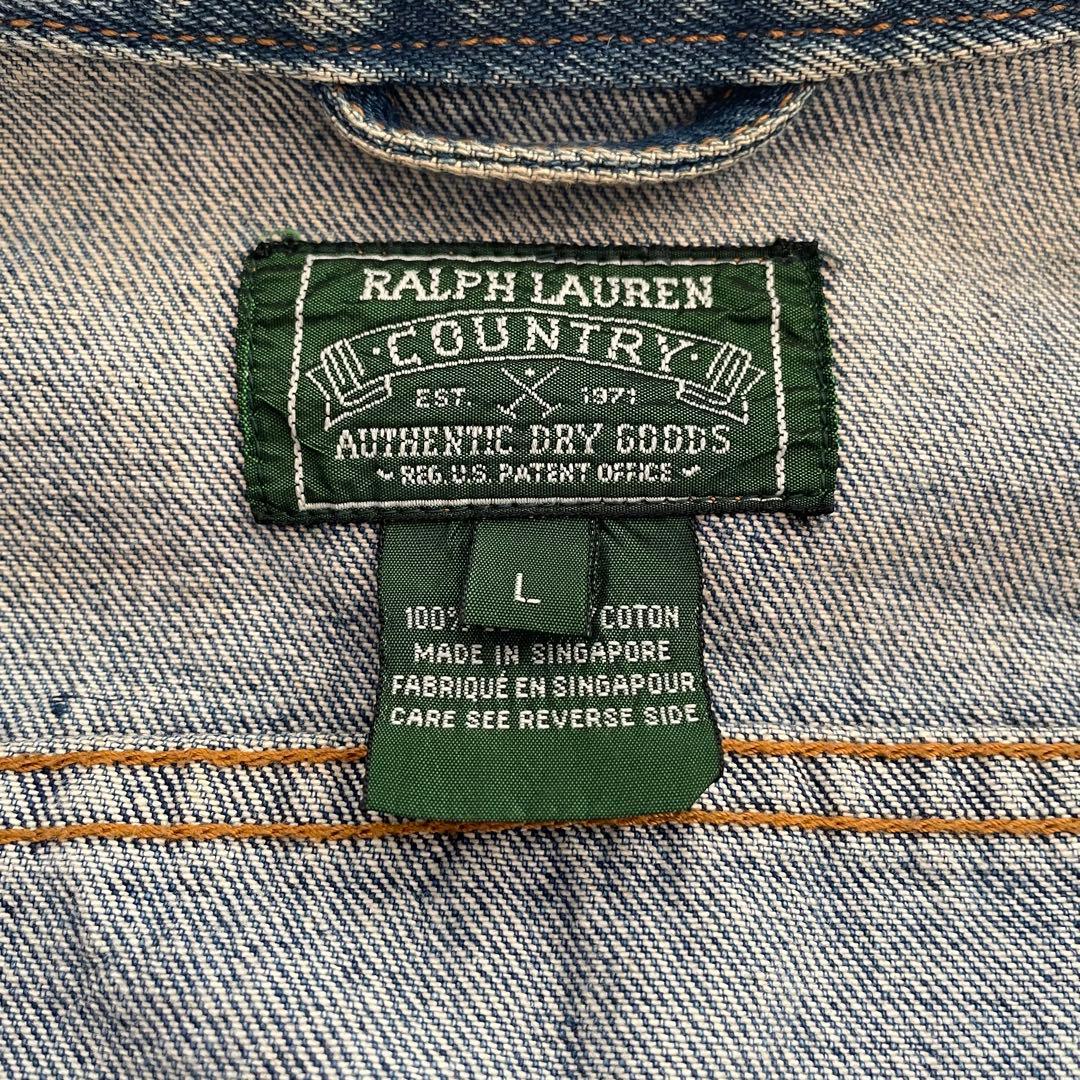 RALPH LAUREN
·COUNTRY·
EST. 1971
AUTHENTIC DRY GOODS
REG. U.S. PATENT OFFICE
L
100% COTON
MADE IN SINGAPORE
FABRIQUÉ EN SINGAPOUR
CARE SEE REVERSE SIDE